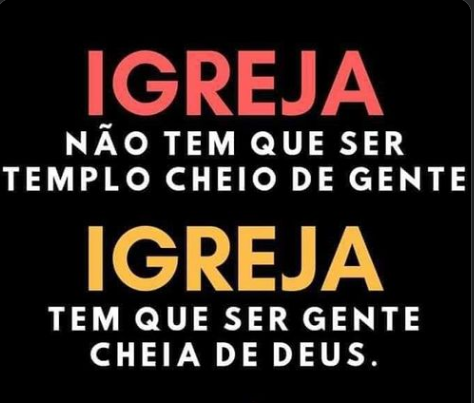 IGREJA
NÃO TEM QUE SER
TEMPLO CHEIO DE GENTE
IGREJA
TEM QUE SER GENTE
CHEIA DE DEUS.